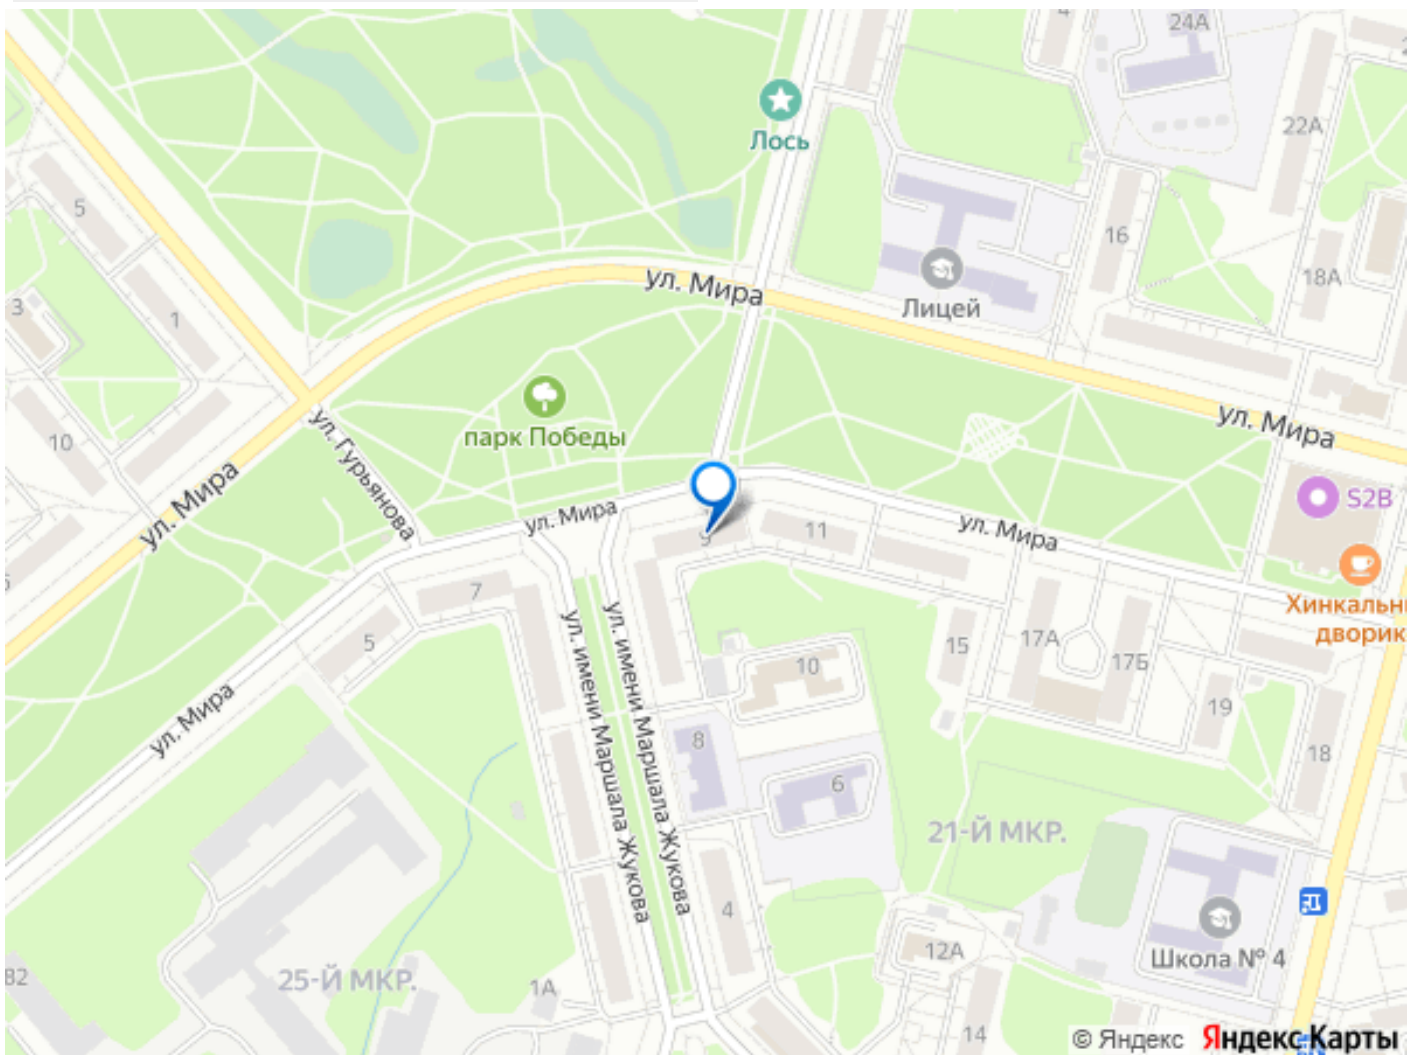 4
24А
Лось
22А
5
16
ул. Мира
18А
Лицей
3
1
парк Победы
ул. Гурьянова
10
ул. Мира
ул. Мира
S2B
ул. Мира
9
11
ул. Мира
Хинкальн
дворик
7
5
15
17А
17Б
10
ул. имени Маршала Жукова
ул. имени Маршала Жукова
ул. Мира
19
8
18
6
21-Й МКР.
4
12А
Школа № 4
82
25-Й МКР.
1А
14
© Яндекс Яндекс Карты